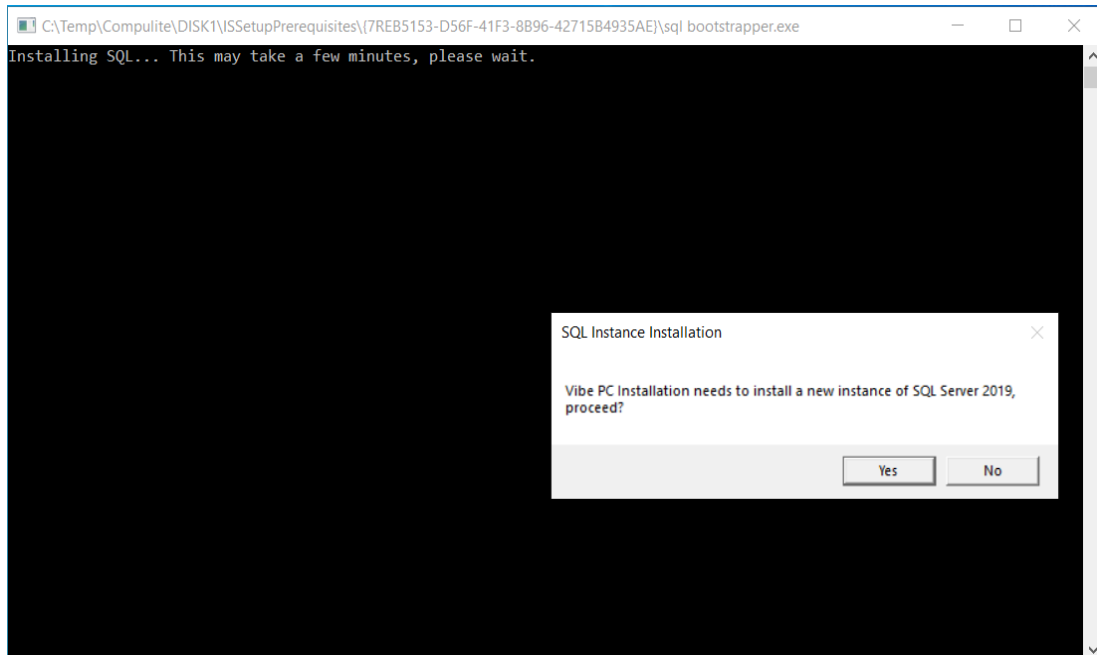 C:\Temp\Compulite\DISK1\ISSetupPrerequisites\{7REB5153-D56F-41F3-8B96-42715B4935AE}\sql bootstrapper.exe
Installing SQL... This may take a few minutes, please wait.
SQL Instance Installation
Vibe PC Installation needs to install a new instance of SQL Server 2019,
proceed?
Yes No